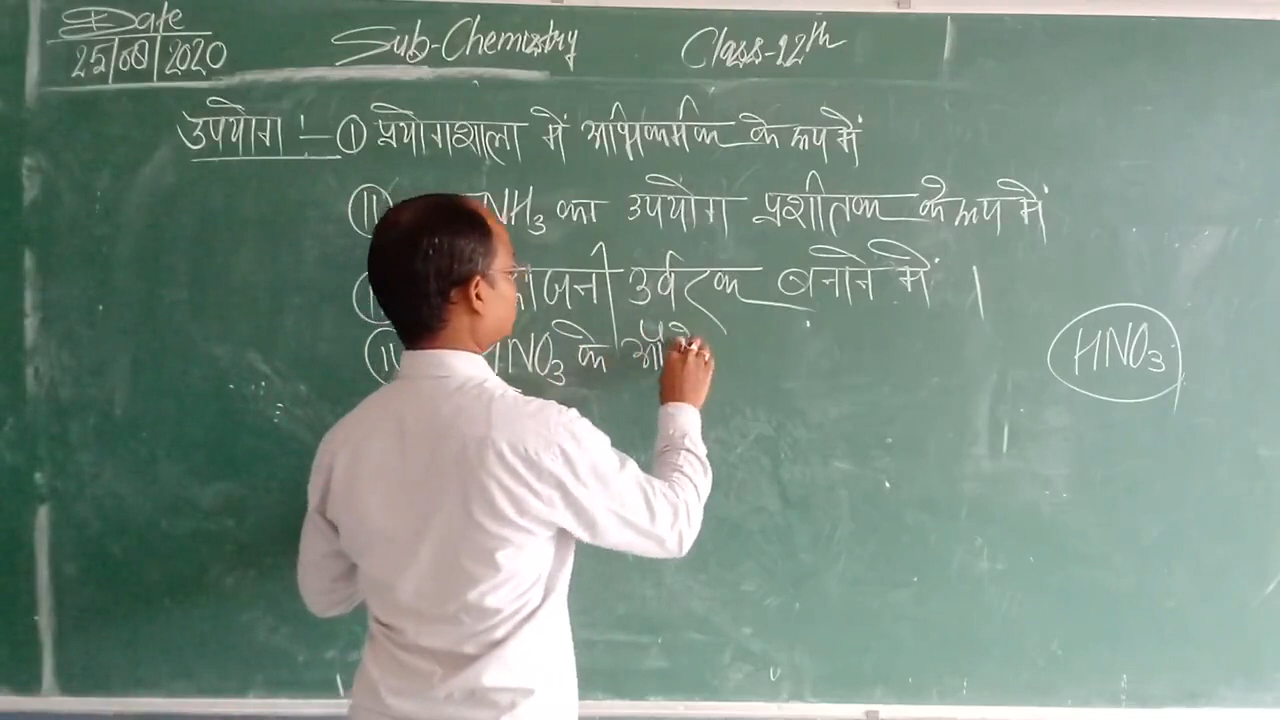 Date
25/08/2020 Sub-Chemistry Class-12th
उपयोग :- (I) प्रयोगशाला में अभिकर्मक के रूप में
(II) NH3 का उपयोग प्रशीतक के रूप में
उर्वरक बनाने में ।
HNO3 के HNO3